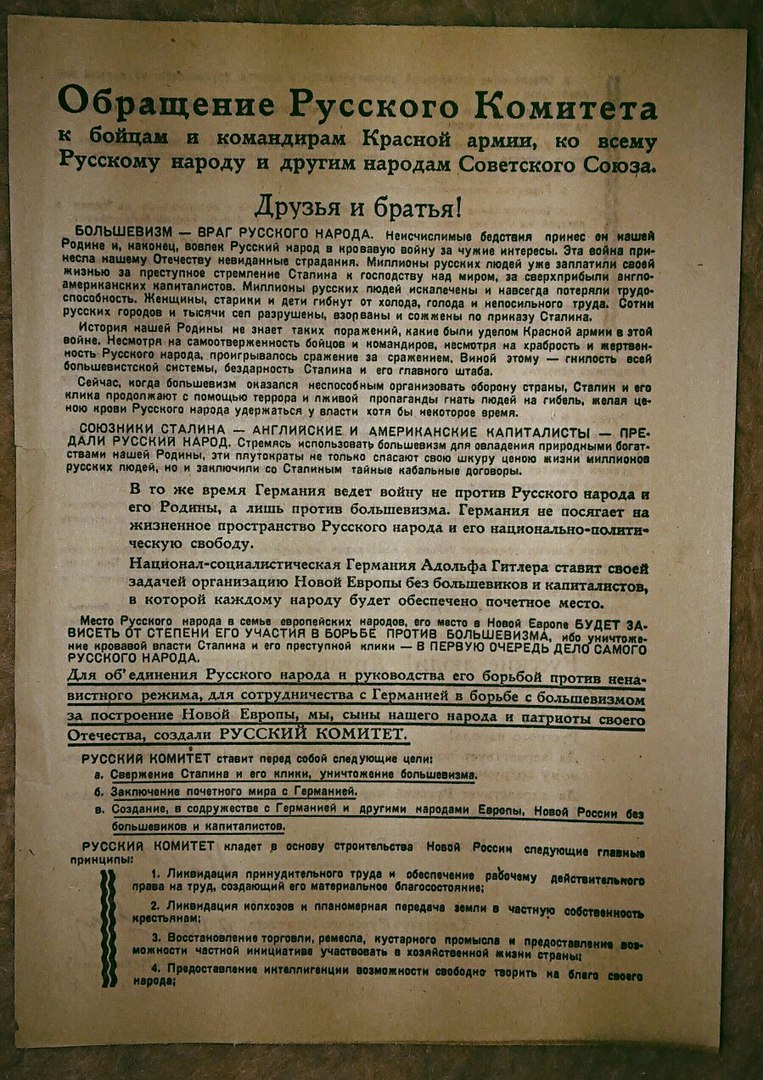 Обращение Русского Комитета
к бойцам и командирам Красной армии, ко всему
Русскому народу и другим народам Советского Союза.
Друзья и братья!
БОЛЬШЕВИЗМ — ВРАГ РУССКОГО НАРОДА. Неисчислимые бедствия принес он нашей
Родине и, наконец, вовлек Русский народ в кровавую войну за чужие интересы. Эта война при-
несла нашему Отечеству невиданные страдания. Миллионы русских людей уже заплатили своей
жизнью за преступное стремление Сталина к господству над миром, за сверхприбыли англо-
американских капиталистов. Миллионы русских людей искалечены и навсегда потеряли трудо-
способность. Женщины, старики и дети гибнут от холода, голода и непосильного труда. Сотни
русских городов и тысячи сел разрушены, взорваны и сожжены по приказу Сталина.
История нашей Родины не знает таких поражений, какие были уделом Красной армии в этой
войне. Несмотря на самоотверженность бойцов и командиров, несмотря на храбрость и жертвен-
ность Русского народа, проигрывалось сражение за сражением. Виной этому — гнилость всей
большевистской системы, бездарность Сталина и его главного штаба.
Сейчас, когда большевизм оказался неспособным организовать оборону страны, Сталин и его
клика продолжают с помощью террора и лживой пропаганды гнать людей на гибель, желая це-
ною крови Русского народа удержаться у власти хотя бы некоторое время.
СОЮЗНИКИ СТАЛИНА — АНГЛИЙСКИЕ И АМЕРИКАНСКИЕ КАПИТАЛИСТЫ — ПРЕ-
ДАЛИ РУССКИЙ НАРОД. Стремясь использовать большевизм для овладения природными богат-
ствами нашей Родины, эти плутократы не только спасают свою шкуру ценою жизни миллионов
русских людей, но и заключили со Сталиным тайные кабальные договоры.
В то же время Германия ведет войну не против Русского народа и
его Родины, а лишь против большевизма. Германия не посягает на
жизненное пространство Русского народа и его национально-полити-
ческую свободу.
Национал-социалистическая Германия Адольфа Гитлера ставит своей
задачей организацию Новой Европы без большевиков и капиталистов,
в которой каждому народу будет обеспечено почетное место.
Место Русского народа в семье европейских народов, его место в Новой Европе БУДЕТ ЗА-
ВИСЕТЬ ОТ СТЕПЕНИ ЕГО УЧАСТИЯ В БОРЬБЕ ПРОТИВ БОЛЬШЕВИЗМА, ибо уничтоже-
ние кровавой власти Сталина и его преступной клики — В ПЕРВУЮ ОЧЕРЕДЬ ДЕЛО САМОГО
РУССКОГО НАРОДА.
Для об'единения Русского народа и руководства его борьбой против нена-
вистного режима, для сотрудничества с Германией в борьбе с большевизмом
за построение Новой Европы, мы, сыны нашего народа и патриоты своего
Отечества, создали РУССКИЙ КОМИТЕТ.
РУССКИЙ КОМИТЕТ ставит перед собой следующие цели:
а. Свержение Сталина и его клики, уничтожение большевизма.
б. Заключение почетного мира с Германией.
в. Создание, в содружестве с Германией и другими народами Европы, Новой России без
большевиков и капиталистов.
РУССКИЙ КОМИТЕТ кладет в основу строительства Новой России следующие главные
принципы:
1. Ликвидация принудительного труда и обеспечение рабочему действительного
права на труд, создающий его материальное благосостояние;
2. Ликвидация колхозов и планомерная передача земли в частную собственность
крестьянам;
3. Восстановление торговли, ремесла, кустарного промысла и предоставление воз-
можности частной инициативе участвовать в хозяйственной жизни страны;
4. Предоставление интеллигенции возможности свободно творить на благо своего
народа;